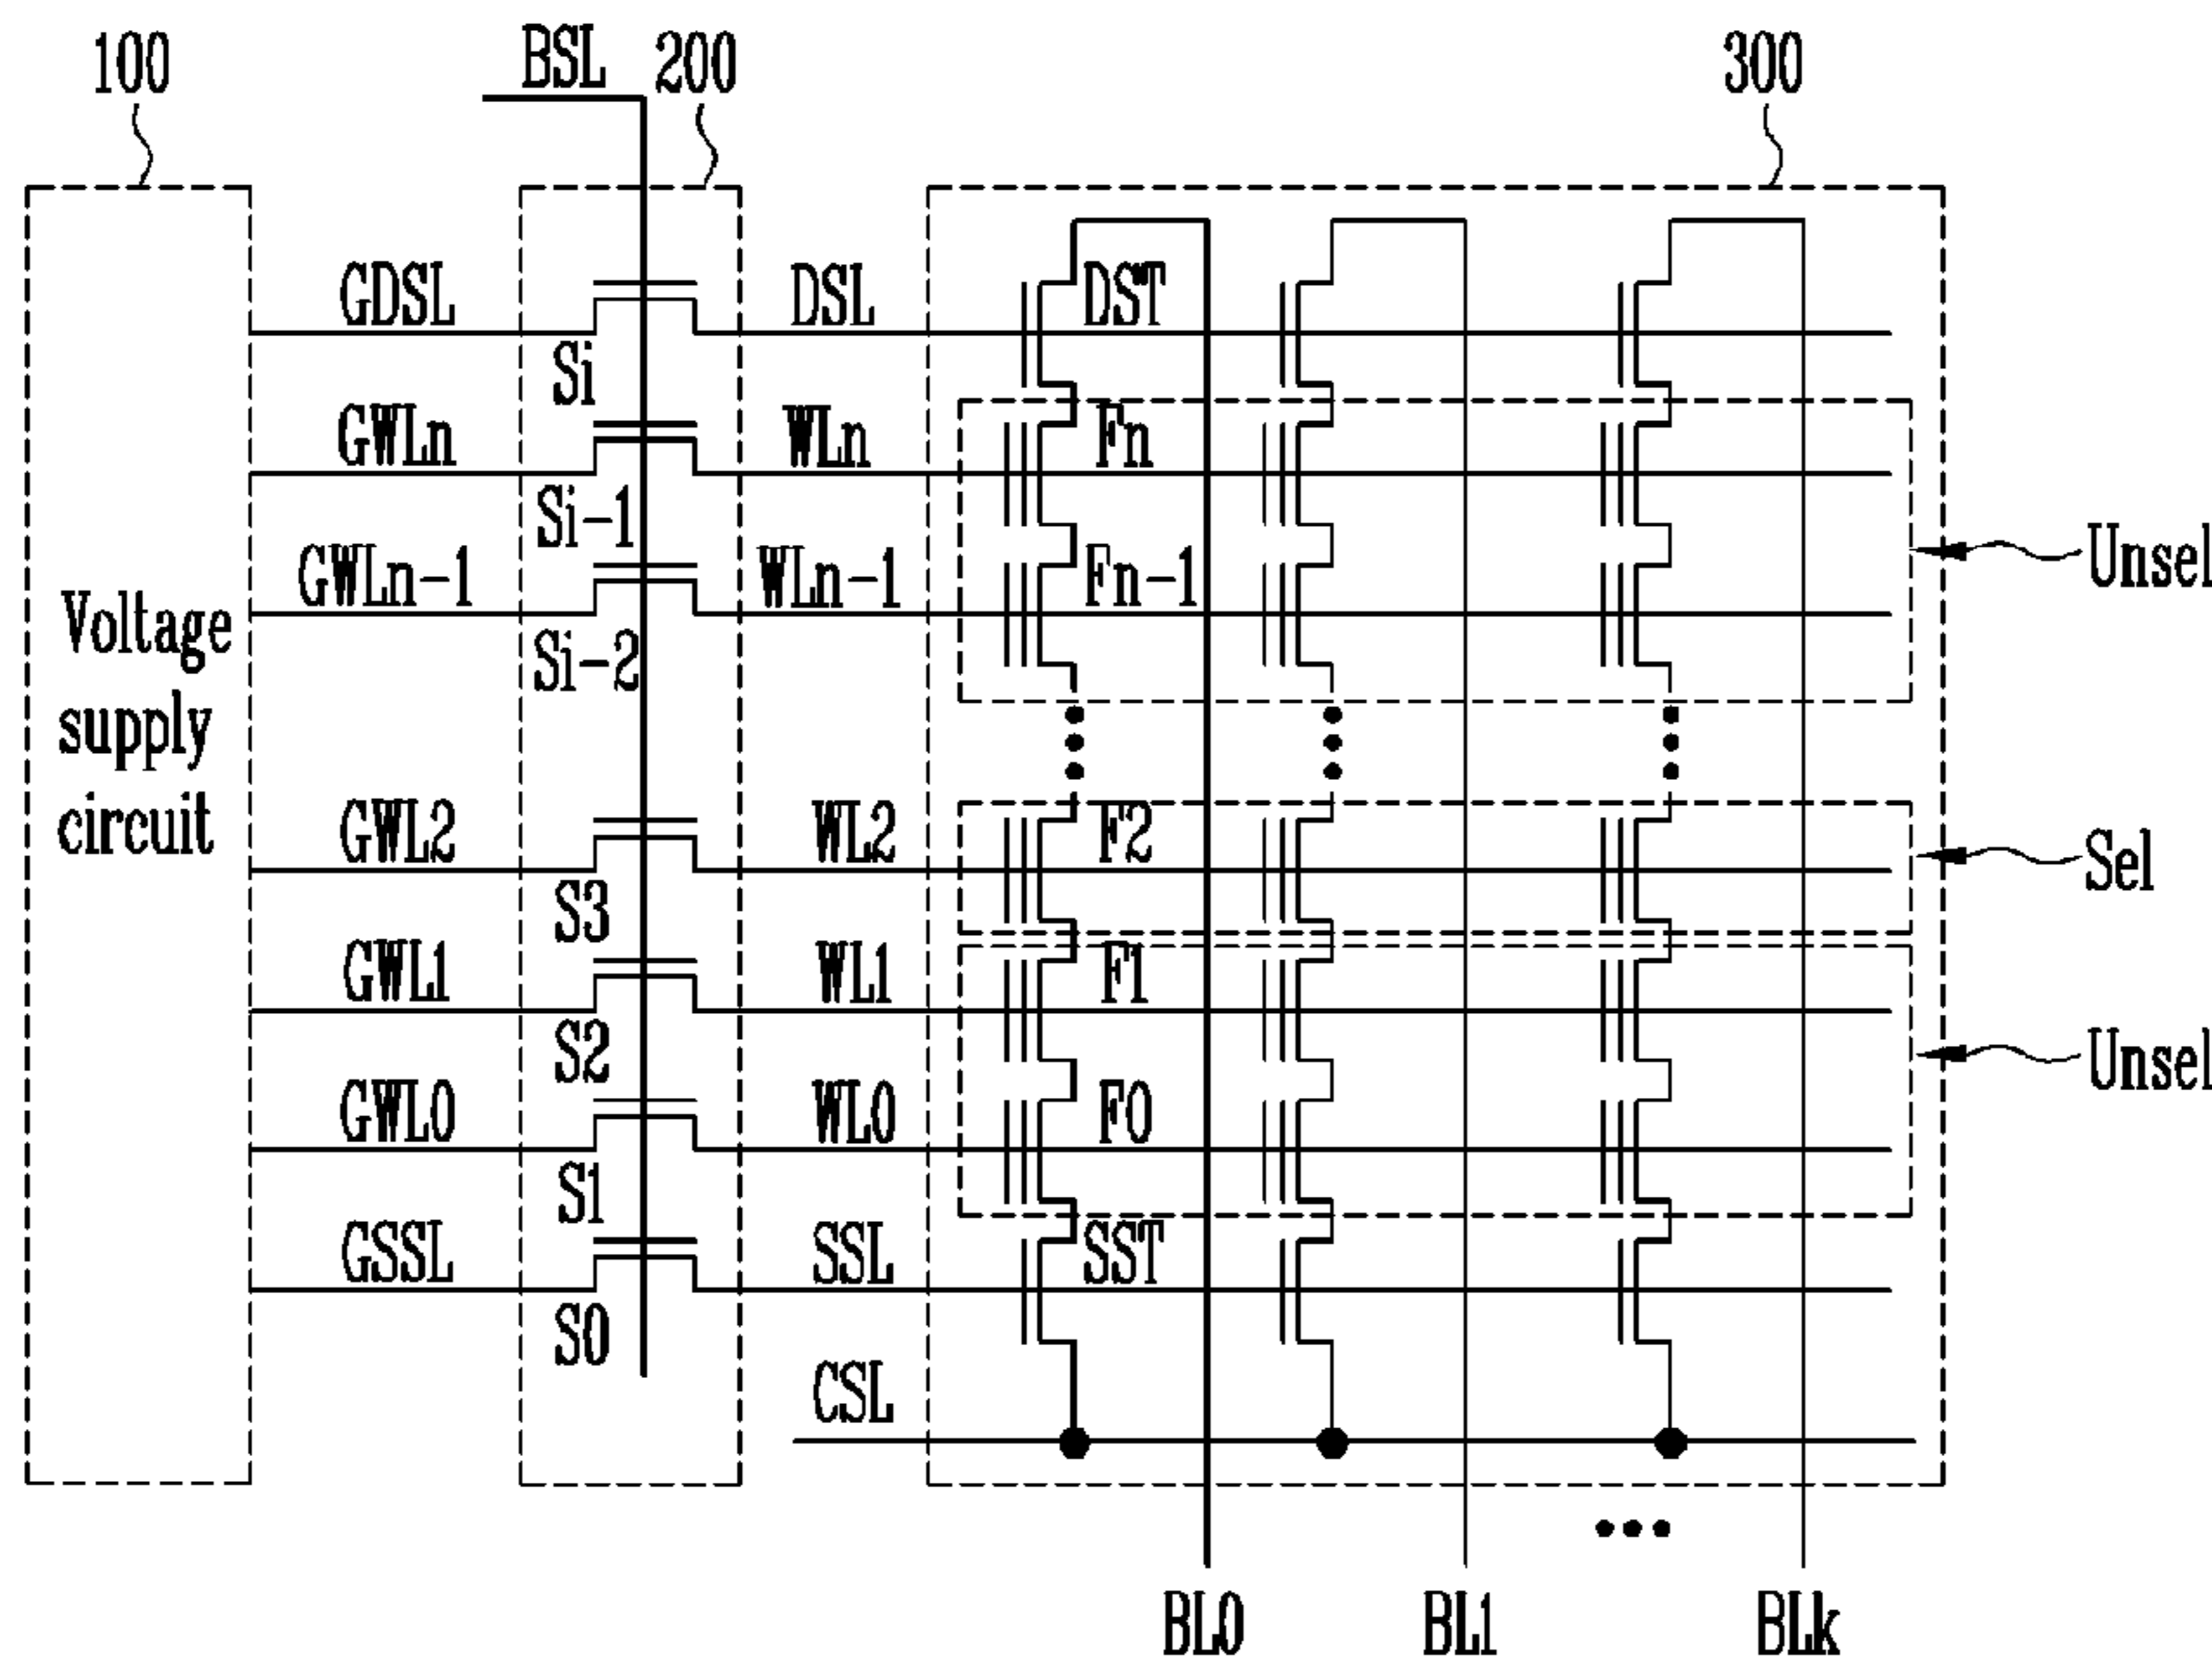 100
BSL
200
300
GDSL
DSL
DST
Si
GWLn
WLn
Fn
Si-1
GWLn-1
WLn-1
Fn-1
Unsel
Si-2
Voltage
supply
circuit
GWL2
WL2
F2
Sel
S3
GWL1
WL1
F1
S2
Unsel
GWL0
WL0
F0
S1
GSSL
SSL
SST
S0
CSL
BL0
BL1
BLk